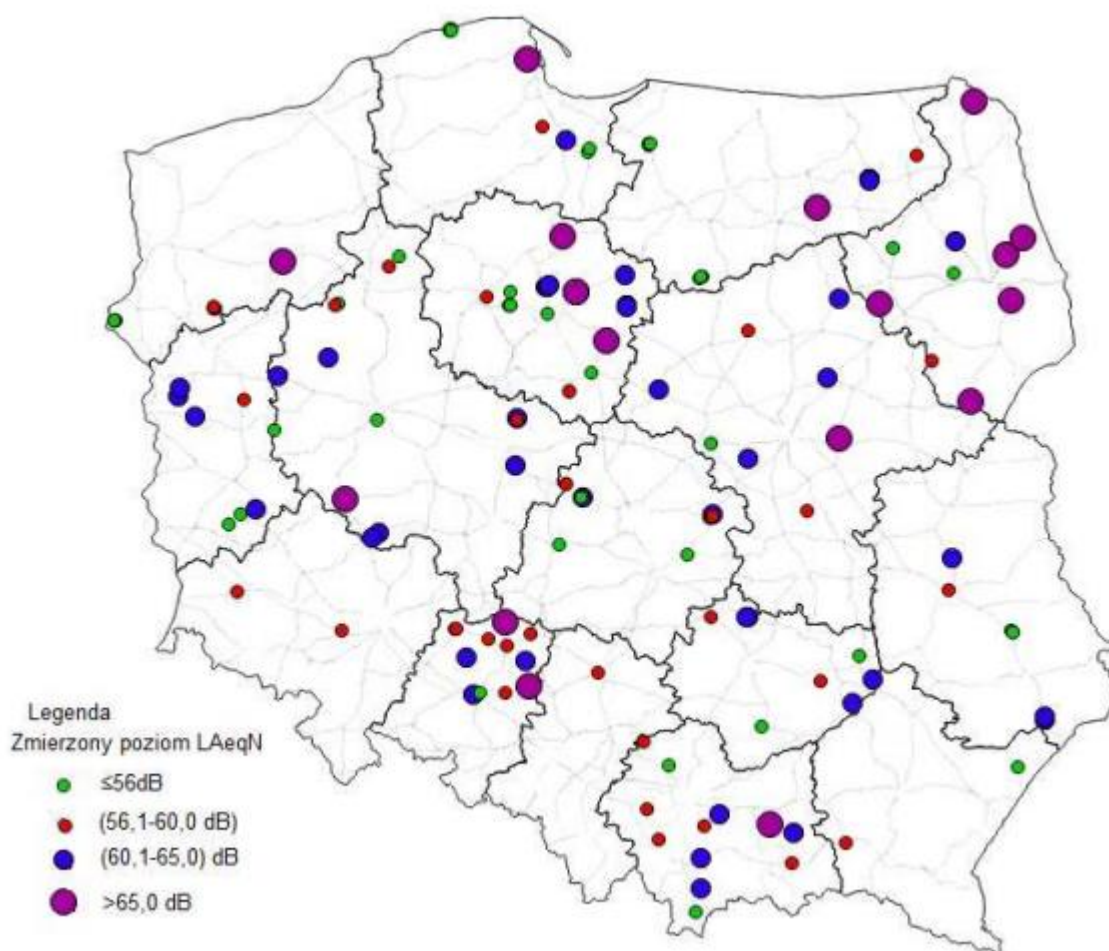 Legenda
Zmierzony poziom LAeqN
≤56dB
(56,1-60,0 dB)
(60,1-65,0) dB
>65,0 dB